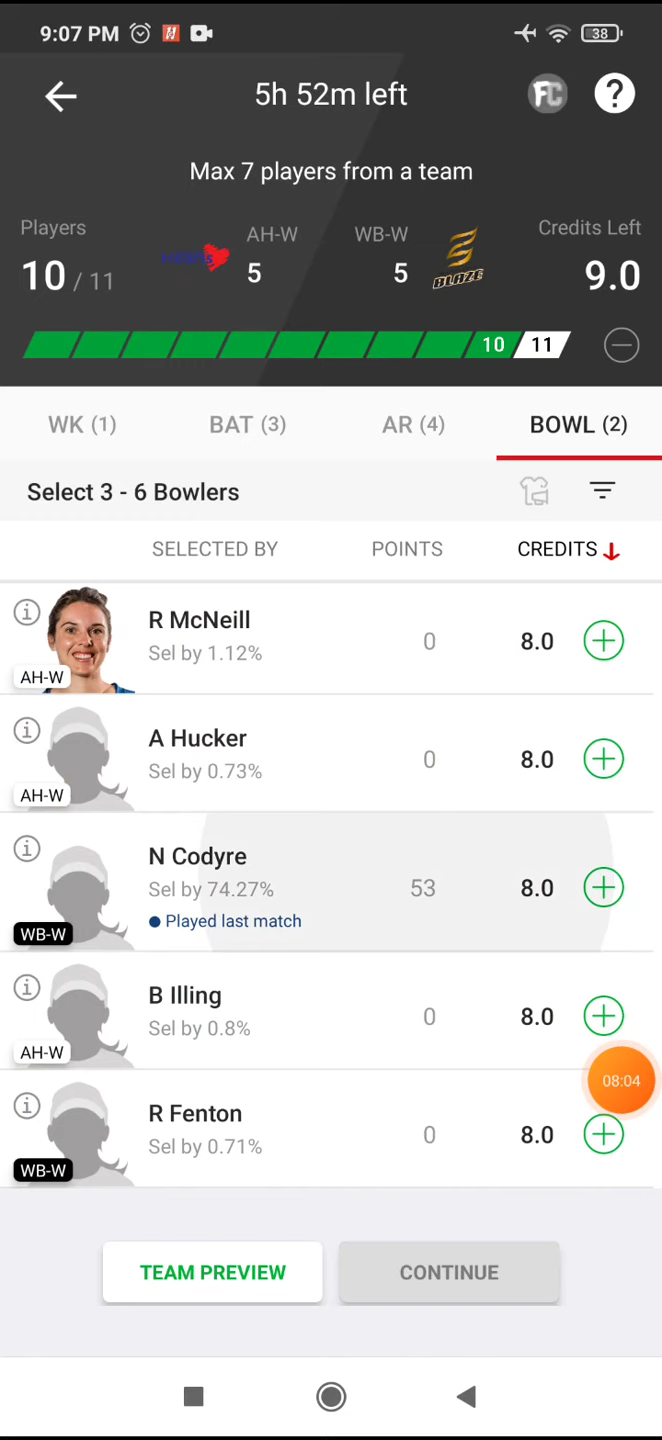 9:07 PM
38
5h 52m left
FC
?
Max 7 players from a team
Players
AH-W
WB-W
Credits Left
10 / 11
5
5
BLAZE
9.0
10
11
WK (1)
BAT (3)
AR (4)
BOWL (2)
Select 3 - 6 Bowlers
SELECTED BY
POINTS
CREDITS
R McNeill
Sel by 1.12%
0
8.0
AH-W
A Hucker
Sel by 0.73%
0
8.0
AH-W
N Codyre
Sel by 74.27%
Played last match
53
8.0
WB-W
B Illing
Sel by 0.8%
0
8.0
AH-W
08:04
R Fenton
Sel by 0.71%
0
8.0
WB-W
TEAM PREVIEW
CONTINUE